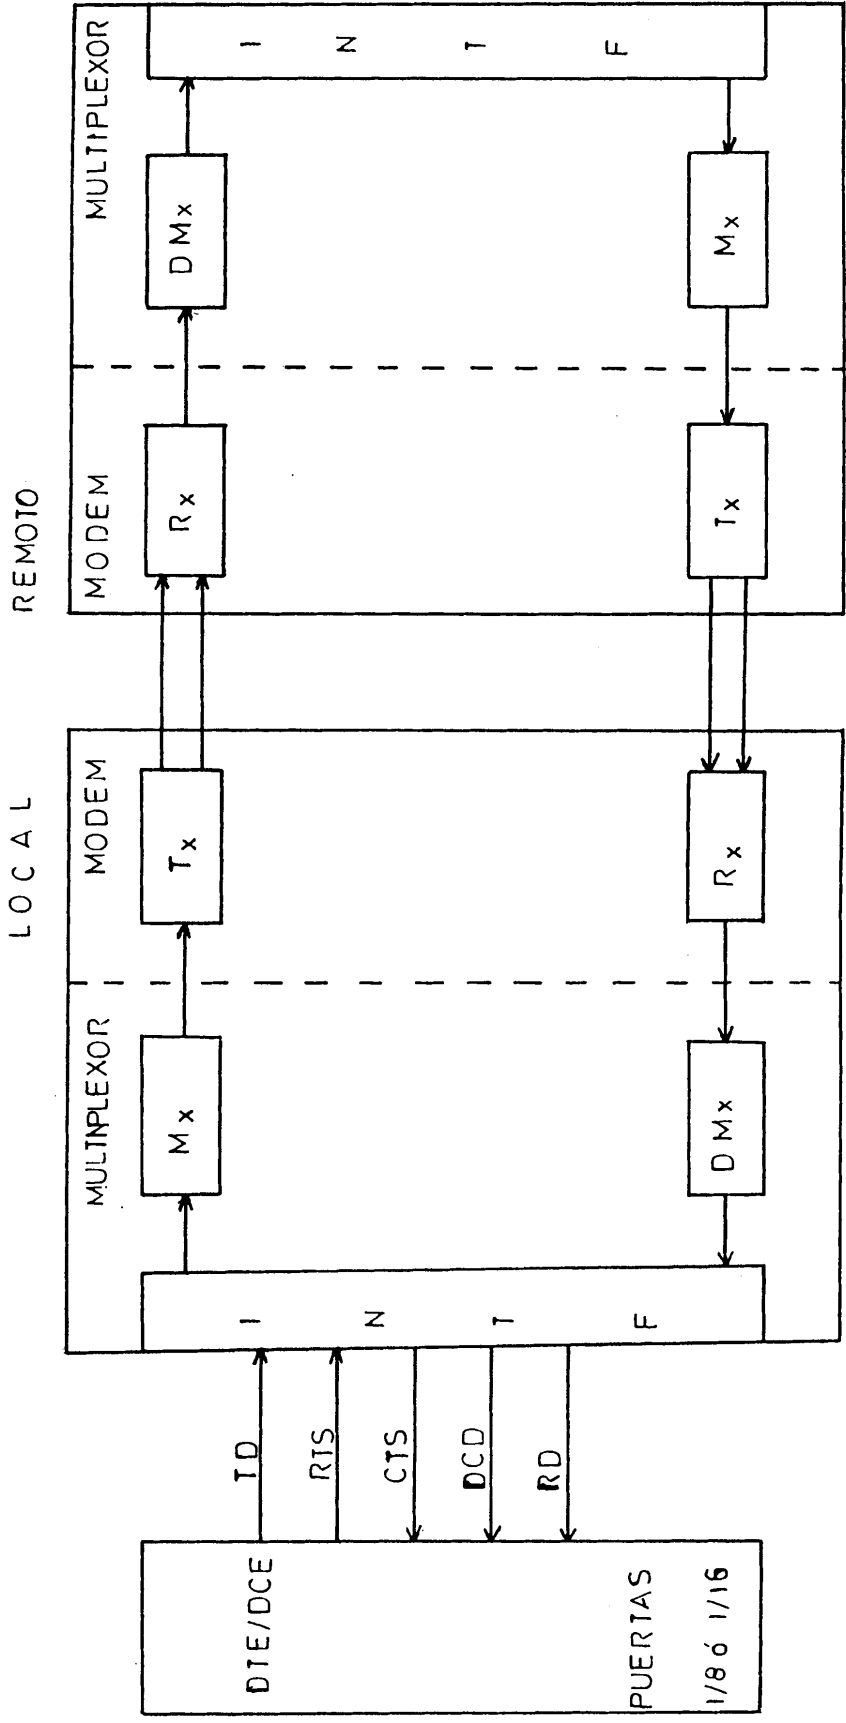 LOCAL
REMOTO
MULTIPLEXOR
MODEM
MODEM
MULTIPLEXOR
DTE/DCE
TD
RTS
CTS
DCD
RD
PUERTAS
1/8 ó 1/16
I N T F
Mx
Tx
Rx
DMx
DMx
Rx
Tx
Mx
I N T F